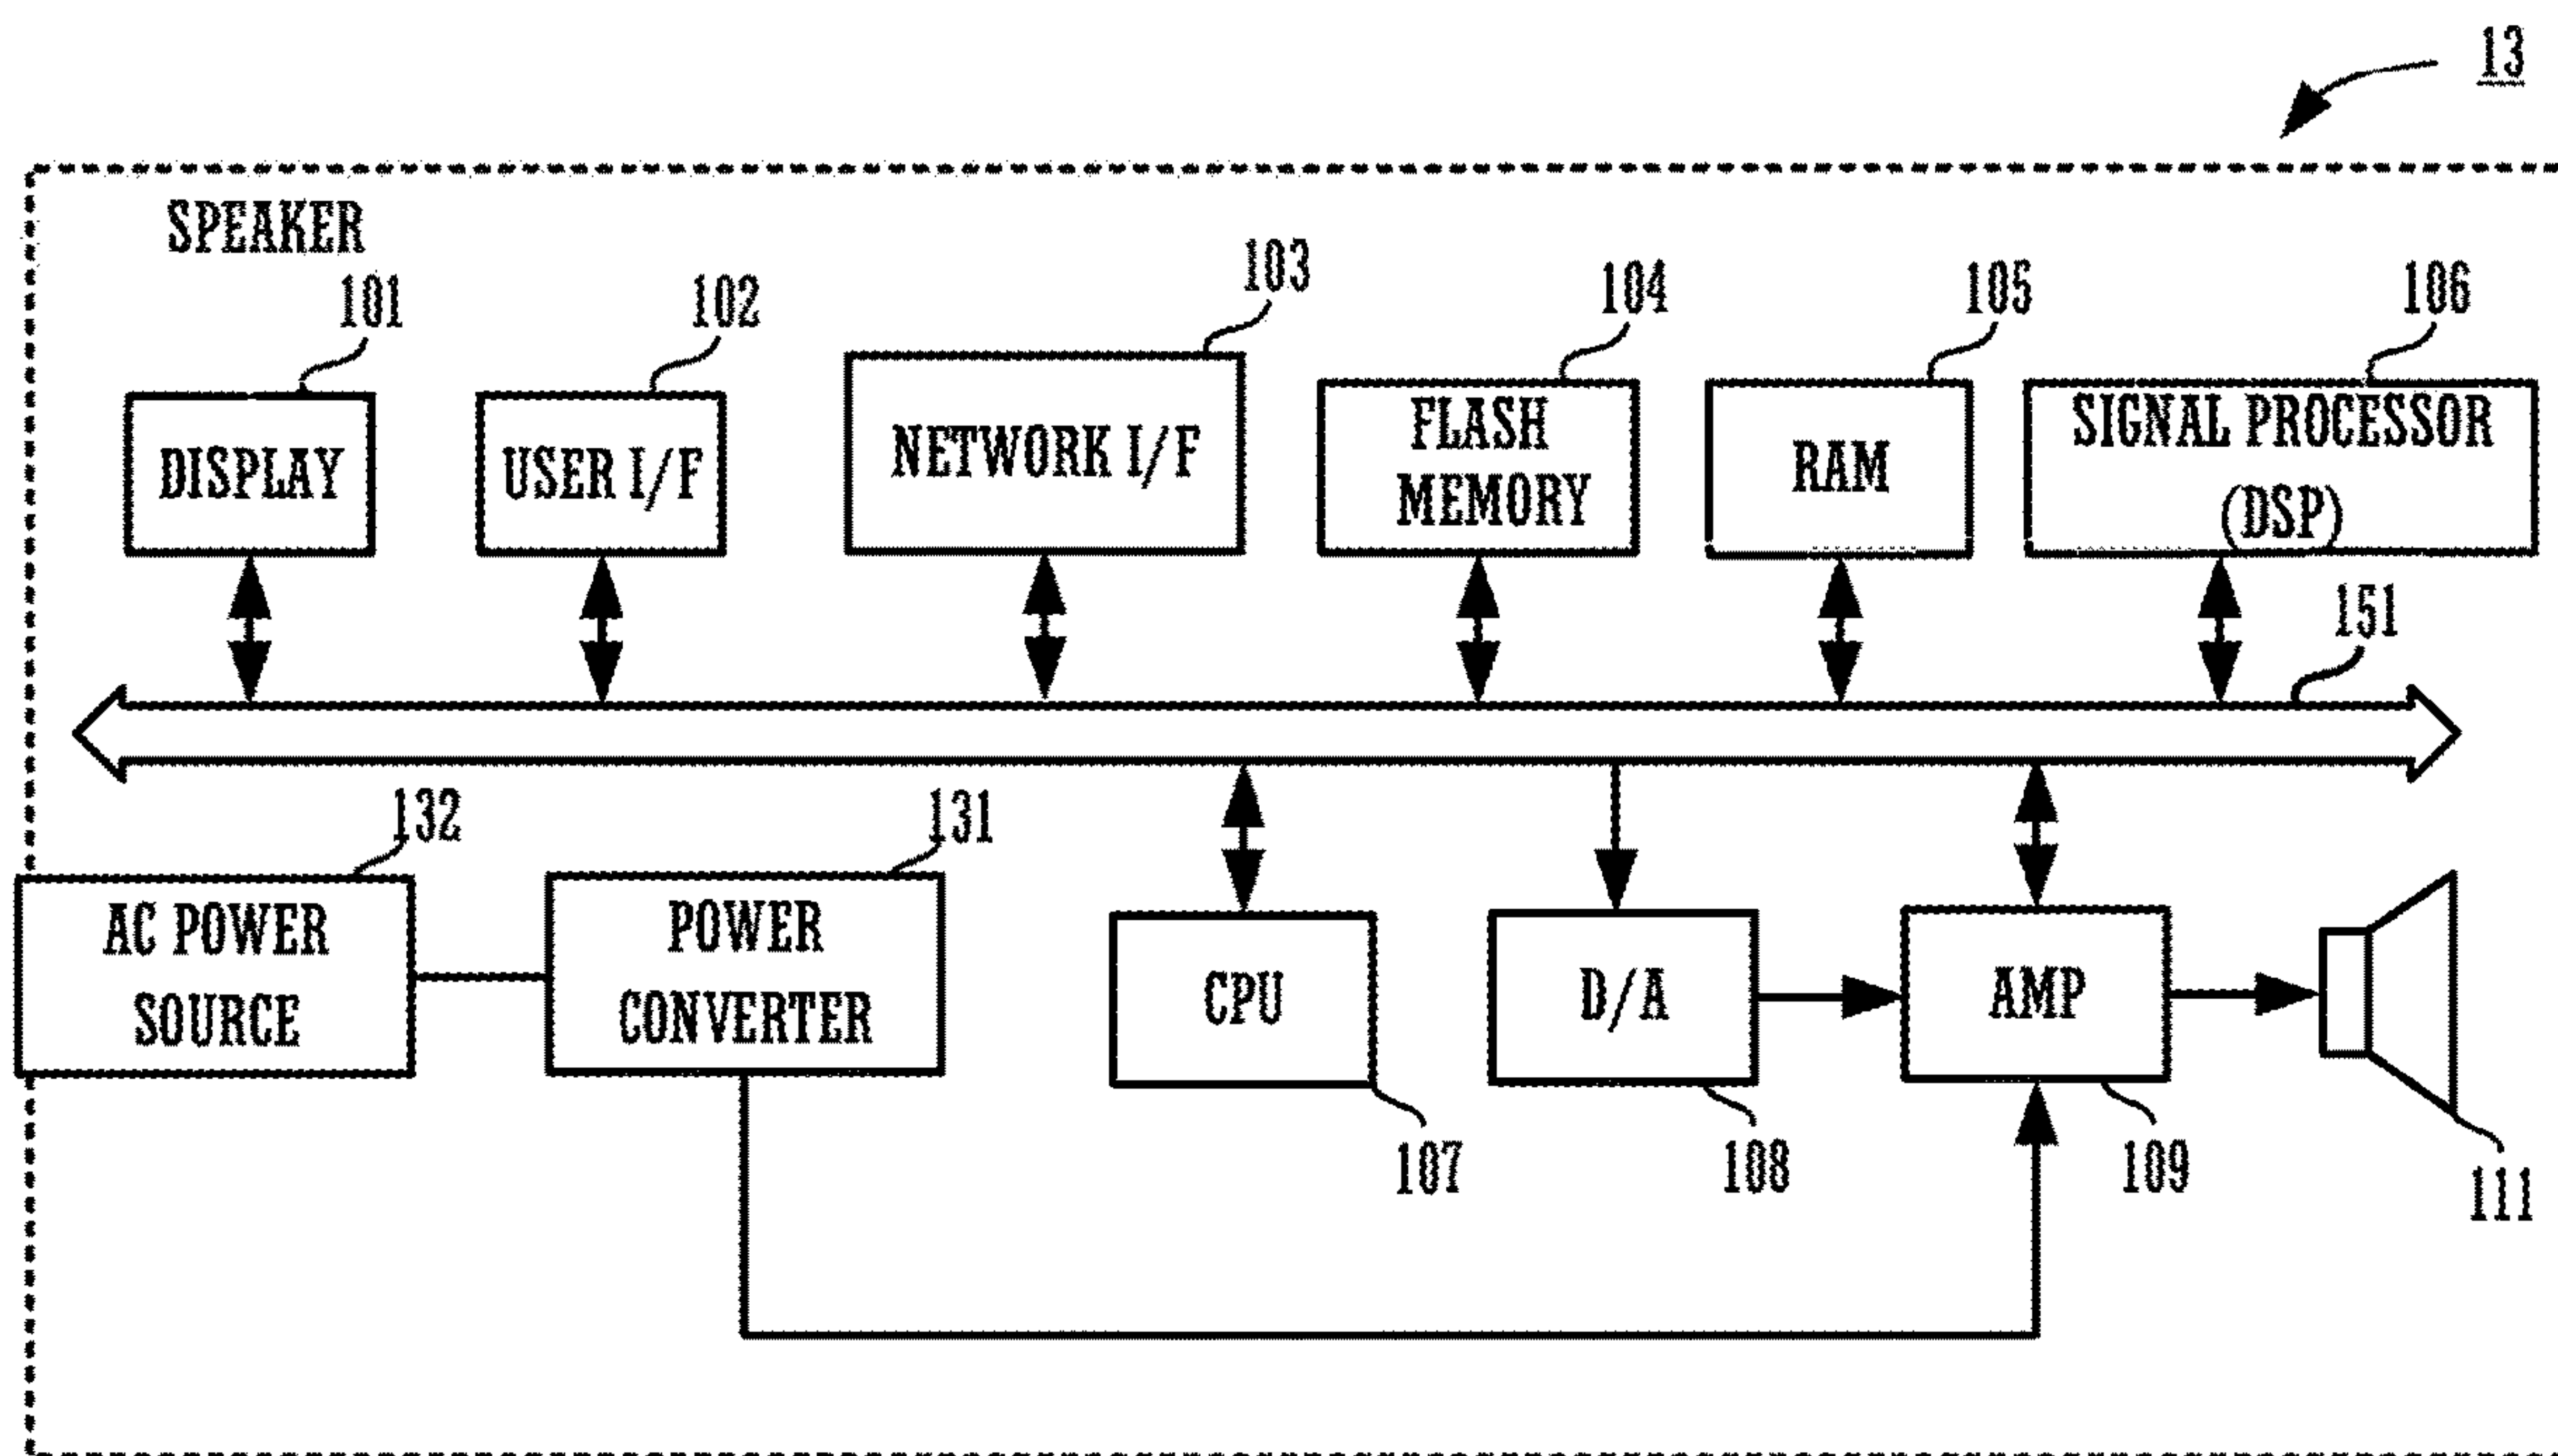 13
SPEAKER
101
102
103
104
105
106
DISPLAY
USER I/F
NETWORK I/F
FLASH
MEMORY
RAM
SIGNAL PROCESSOR
(DSP)
151
132
131
AC POWER
SOURCE
POWER
CONVERTER
CPU
D/A
AMP
107
108
109
111